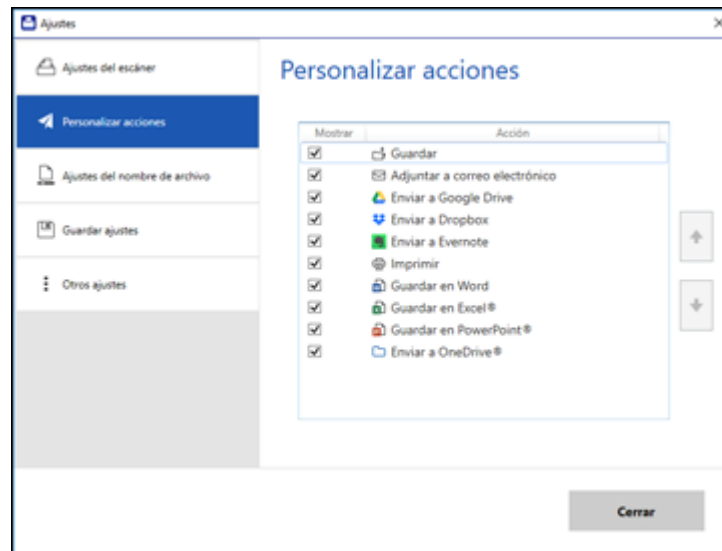 Ajustes
Ajustes del escáner
Personalizar acciones
Ajustes del nombre de archivo
Guardar ajustes
Otros ajustes
Personalizar acciones
Mostrar Acción
Guardar
Adjuntar a correo electrónico
Enviar a Google Drive
Enviar a Dropbox
Enviar a Evernote
Imprimir
Guardar en Word
Guardar en Excel®
Guardar en PowerPoint®
Enviar a OneDrive®
Cerrar